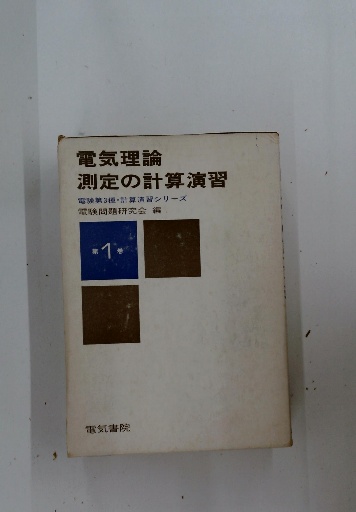 電気理論
測定の計算演習
電験第3種・計算演習シリーズ
電験問題研究会 編
第1巻
電気書院